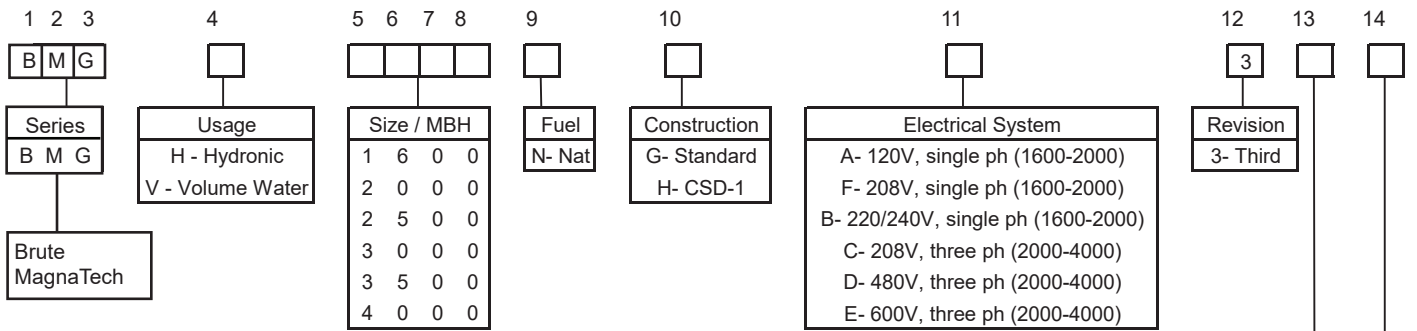 1 2 3 4 5 6 7 8 9 10 11 12 13 14
B M G 3
Series Usage Size / MBH Fuel Construction Electrical System Revision
B M G H - Hydronic 1 6 0 0 N- Nat G- Standard A- 120V, single ph (1600-2000) 3- Third
V - Volume Water 2 0 0 0 H- CSD-1 F- 208V, single ph (1600-2000)
2 5 0 0 B- 220/240V, single ph (1600-2000)
Brute 3 0 0 0 C- 208V, three ph (2000-4000)
MagnaTech 3 5 0 0 D- 480V, three ph (2000-4000)
4 0 0 0 E- 600V, three ph (2000-4000)